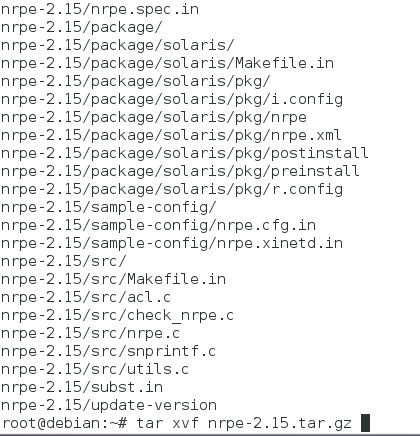 nrpe-2.15/nrpe.spec.in
nrpe-2.15/package/
nrpe-2.15/package/solaris/
nrpe-2.15/package/solaris/Makefile.in
nrpe-2.15/package/solaris/pkg/
nrpe-2.15/package/solaris/pkg/i.config
nrpe-2.15/package/solaris/pkg/nrpe
nrpe-2.15/package/solaris/pkg/nrpe.xml
nrpe-2.15/package/solaris/pkg/postinstall
nrpe-2.15/package/solaris/pkg/preinstall
nrpe-2.15/package/solaris/pkg/r.config
nrpe-2.15/sample-config/
nrpe-2.15/sample-config/nrpe.cfg.in
nrpe-2.15/sample-config/nrpe.xinetd.in
nrpe-2.15/src/
nrpe-2.15/src/Makefile.in
nrpe-2.15/src/acl.c
nrpe-2.15/src/check_nrpe.c
nrpe-2.15/src/nrpe.c
nrpe-2.15/src/snprintf.c
nrpe-2.15/src/utils.c
nrpe-2.15/subst.in
nrpe-2.15/update-version
root@debian:~# tar xvf nrpe-2.15.tar.gz